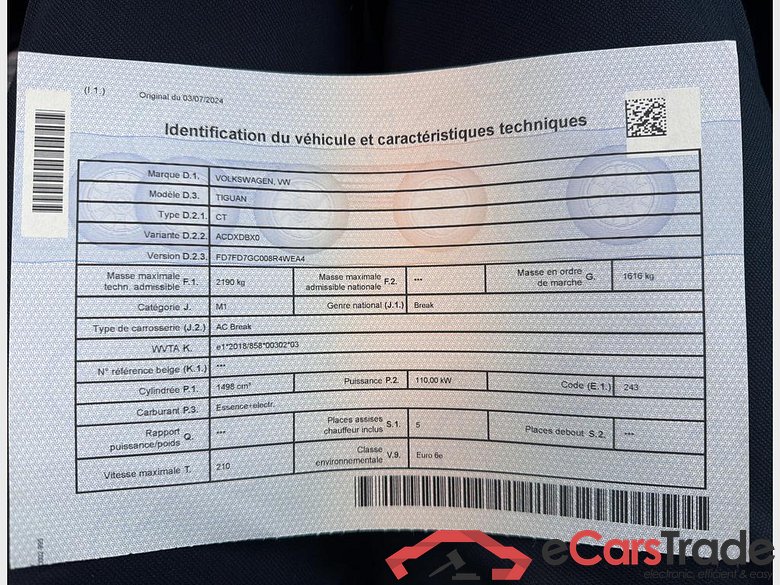 (I.1.)
Original du 03/07/2024
Identification du véhicule et caractéristiques techniques
Marque D.1. VOLKSWAGEN, VW
Modèle D.3. TIGUAN
Type D.2.1. CT
Variante D.2.2. ACDXDBX0
Version D.2.3. FD7FD7GC008R4WEA4
Masse maximale techn. admissible F.1. 2190 kg Masse maximale admissible nationale F.2. --- Masse en ordre de marche G. 1616 kg
Catégorie J. M1 Genre national (J.1.) Break
Type de carrosserie (J.2.) AC Break
WVTA K. e1*2018/858*00302*03
N° référence belge (K.1.) ---
Cylindrée P.1. 1498 cm³ Puissance P.2. 110,00 kW Code (E.1.) 243
Carburant P.3. Essence+electr.
Rapport puissance/poids Q. --- Places assises chauffeur inclus S.1. 5 Places debout S.2. ---
Vitesse maximale T. 210 Classe environnementale V.9. Euro 6e
eCarsTrade
electronic, efficient & easy